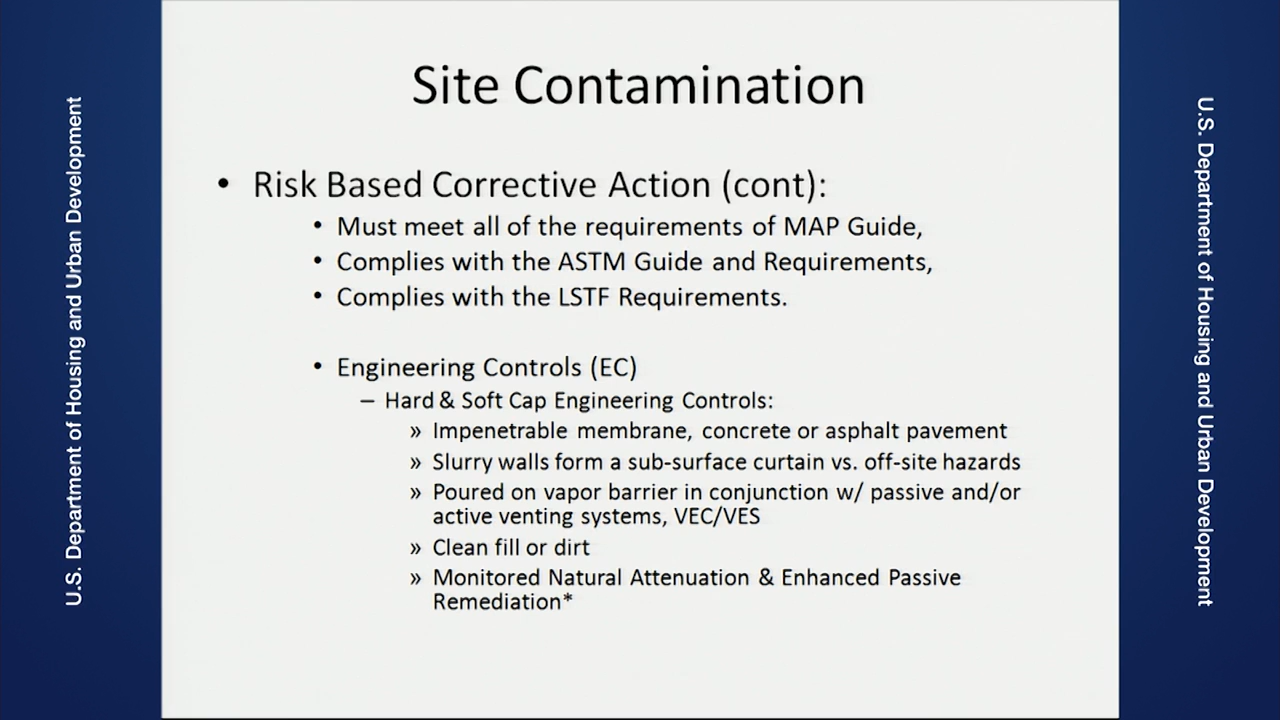 U.S. Department of Housing and Urban Development
Site Contamination
• Risk Based Corrective Action (cont):
• Must meet all of the requirements of MAP Guide,
• Complies with the ASTM Guide and Requirements,
• Complies with the LSTF Requirements.
• Engineering Controls (EC)
– Hard & Soft Cap Engineering Controls:
» Impenetrable membrane, concrete or asphalt pavement
» Slurry walls form a sub-surface curtain vs. off-site hazards
» Poured on vapor barrier in conjunction w/ passive and/or
active venting systems, VEC/VES
» Clean fill or dirt
» Monitored Natural Attenuation & Enhanced Passive
Remediation*
U.S. Department of Housing and Urban Development